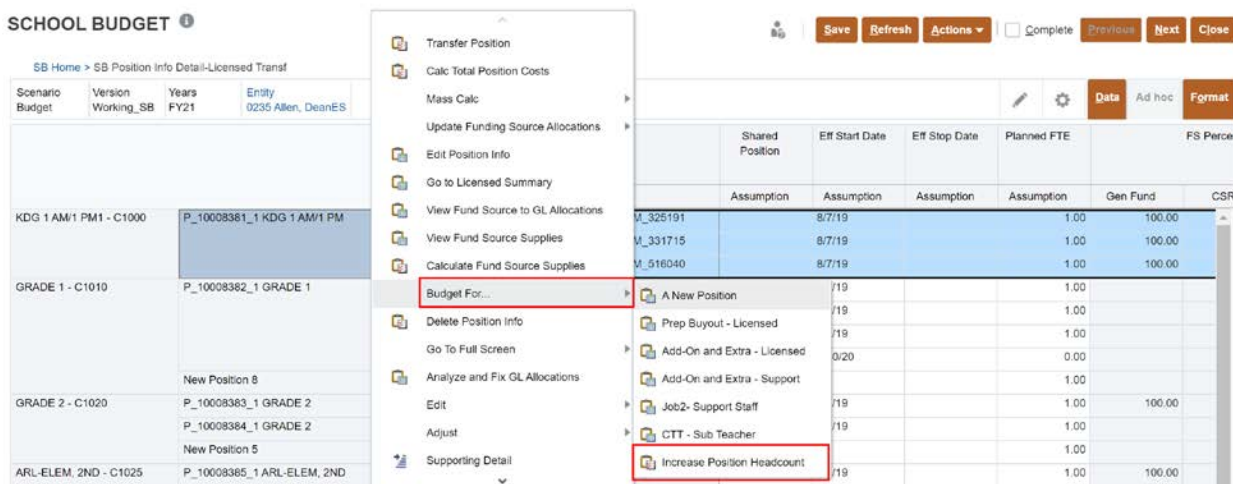 SCHOOL BUDGET
Save Refresh Actions Complete Previous Next Close
SB Home > SB Position Info Detail-Licensed Transf
Scenario Version Years Entity
Budget Working_SB FY21 0235 Allen, DeanES
Data Ad hoc Format
Transfer Position
Calc Total Position Costs
Mass Calc
Update Funding Source Allocations
Edit Position Info
Go to Licensed Summary
View Fund Source to GL Allocations
View Fund Source Supplies
Calculate Fund Source Supplies
Budget For...
Delete Position Info
Go To Full Screen
Analyze and Fix GL Allocations
Edit
Adjust
Supporting Detail
A New Position
Prep Buyout - Licensed
Add-On and Extra - Licensed
Add-On and Extra - Support
Job2- Support Staff
CTT - Sub Teacher
Increase Position Headcount
Shared Position Eff Start Date Eff Stop Date Planned FTE FS Perce
Assumption Assumption Assumption Assumption Gen Fund CSR
KDG 1 AM/1 PM1 - C1000 P_10008381_1 KDG 1 AM/1 PM M_325191 8/7/19 1.00 100.00
M_331715 8/7/19 1.00 100.00
M_516040 8/7/19 1.00 100.00
GRADE 1 - C1010 P_10008382_1 GRADE 1 /19 1.00
/19 1.00
/19 1.00
0/20 0.00
New Position 8 1.00
GRADE 2 - C1020 P_10008383_1 GRADE 2 /19 1.00 100.00
P_10008384_1 GRADE 2 /19 1.00
New Position 5 1.00
ARL-ELEM, 2ND - C1025 P_10008385_1 ARL-ELEM, 2ND /19 1.00 100.00